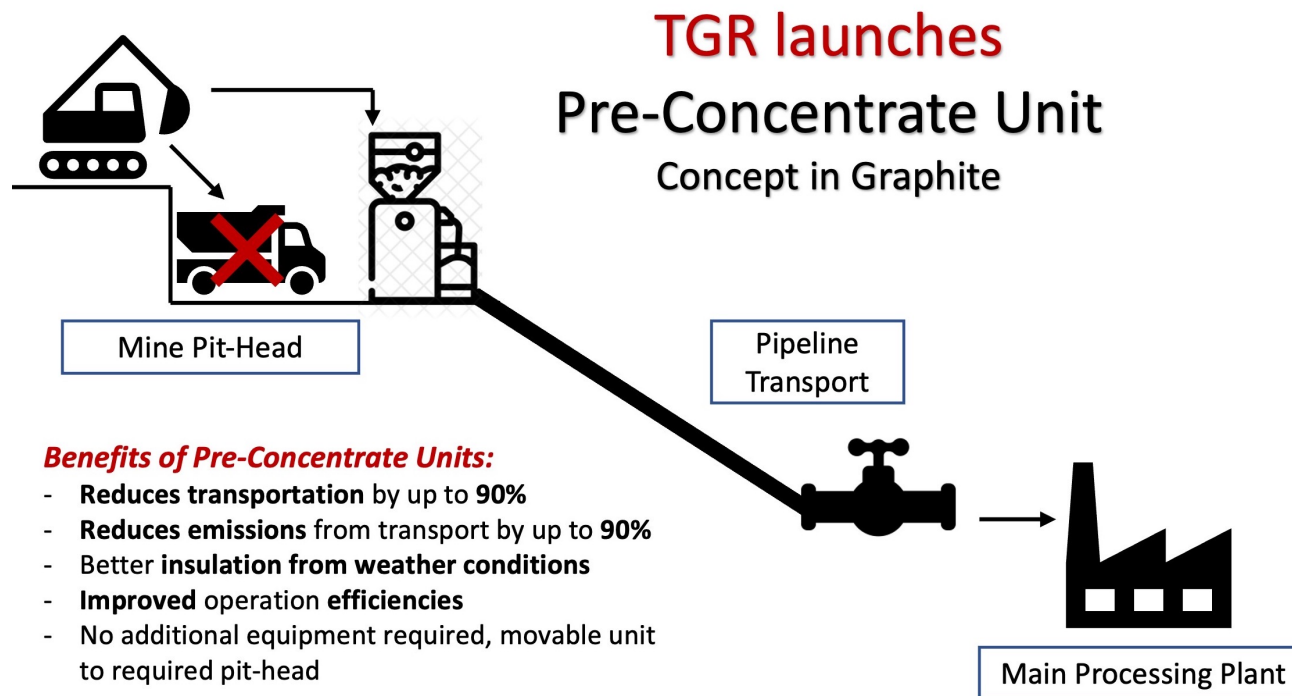 TGR launches
Pre-Concentrate Unit
Concept in Graphite
Mine Pit-Head
Pipeline
Transport
Benefits of Pre-Concentrate Units:
- Reduces transportation by up to 90%
- Reduces emissions from transport by up to 90%
- Better insulation from weather conditions
- Improved operation efficiencies
- No additional equipment required, movable unit
to required pit-head
Main Processing Plant